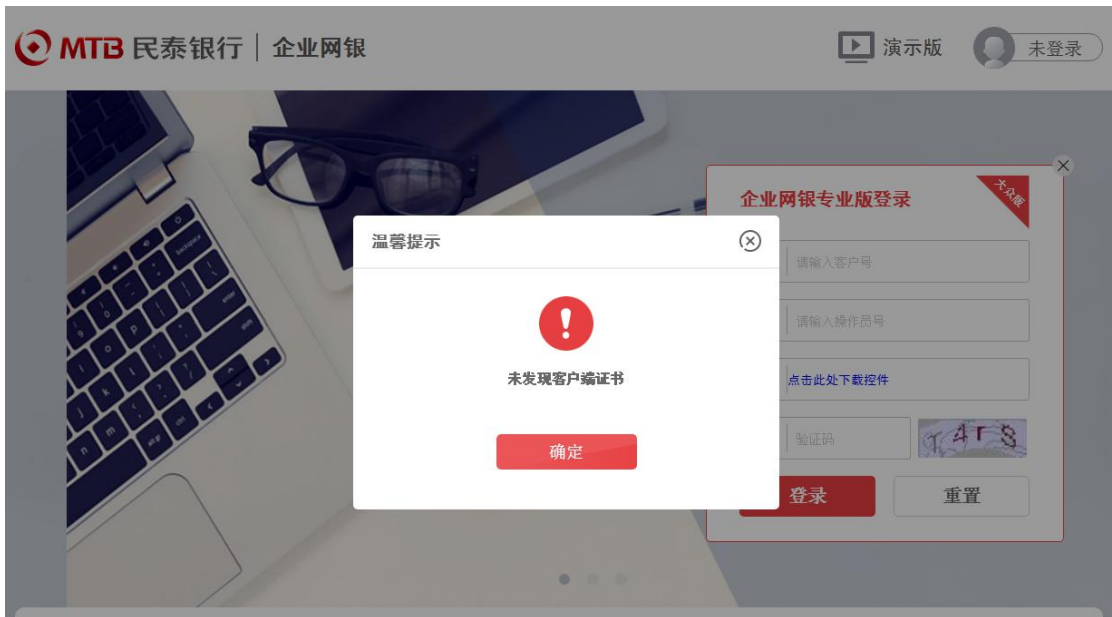 MTB 民泰银行 | 企业网银
演示版
未登录
企业网银专业版登录
大众版
温馨提示
请输入客户号
请输入操作员号
未发现客户端证书
点击此处下载控件
验证码
4rs
确定
登录
重置